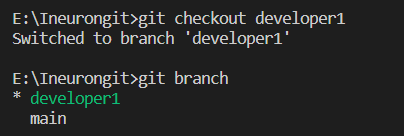 E:\Ineurongit>git checkout developer1
Switched to branch 'developer1'
E:\Ineurongit>git branch
* developer1
main